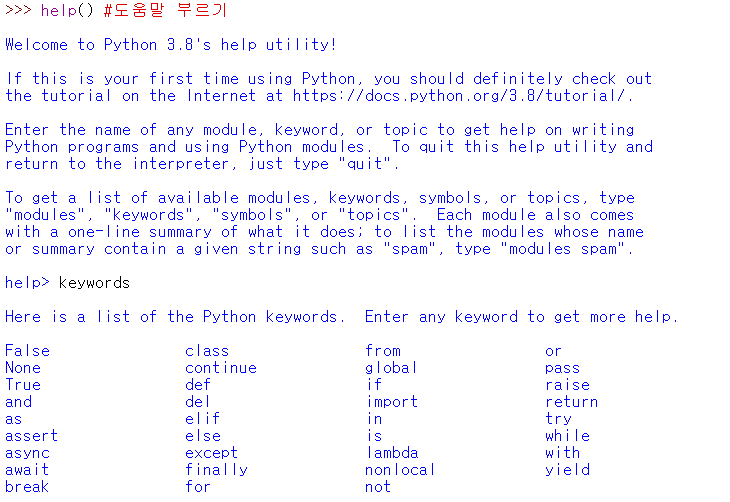 >>> help() #도움말 부르기
Welcome to Python 3.8's help utility!
If this is your first time using Python, you should definitely check out
the tutorial on the Internet at https://docs.python.org/3.8/tutorial/.
Enter the name of any module, keyword, or topic to get help on writing
Python programs and using Python modules.  To quit this help utility and
return to the interpreter, just type "quit".
To get a list of available modules, keywords, symbols, or topics, type
"modules", "keywords", "symbols", or "topics".  Each module also comes
with a one-line summary of what it does; to list the modules whose name
or summary contain a given string such as "spam", type "modules spam".
help> keywords
Here is a list of the Python keywords.  Enter any keyword to get more help.
False               class               from                or
None                continue            global              pass
True                def                 if                  raise
and                 del                 import              return
as                  elif                in                  try
assert              else                is                  while
async               except              lambda              with
await               finally             nonlocal            yield
break               for                 not